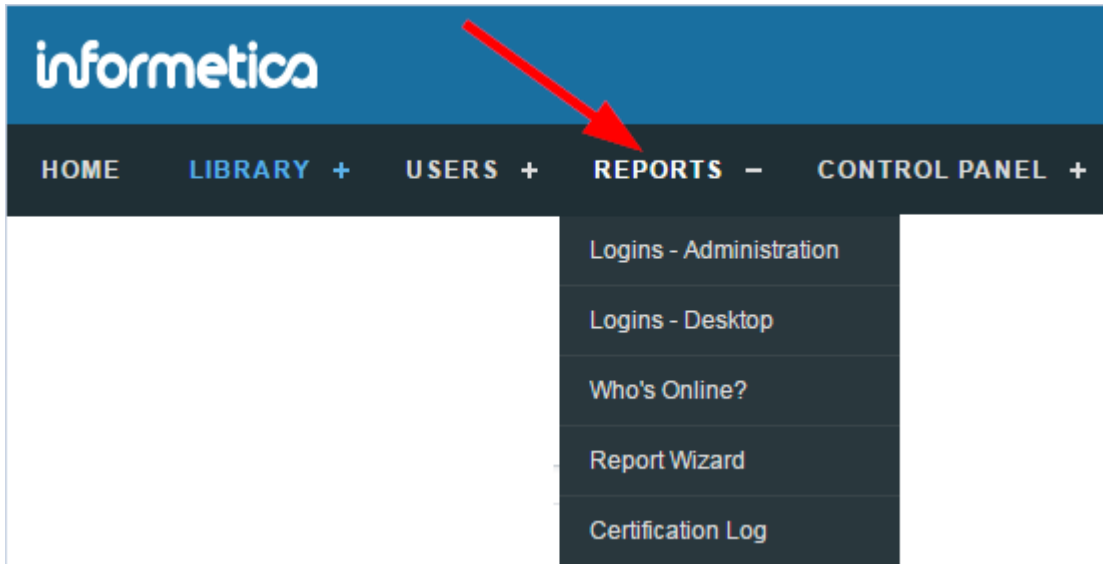 informetica
HOME LIBRARY + USERS + REPORTS – CONTROL PANEL +
Logins - Administration
Logins - Desktop
Who's Online?
Report Wizard
Certification Log